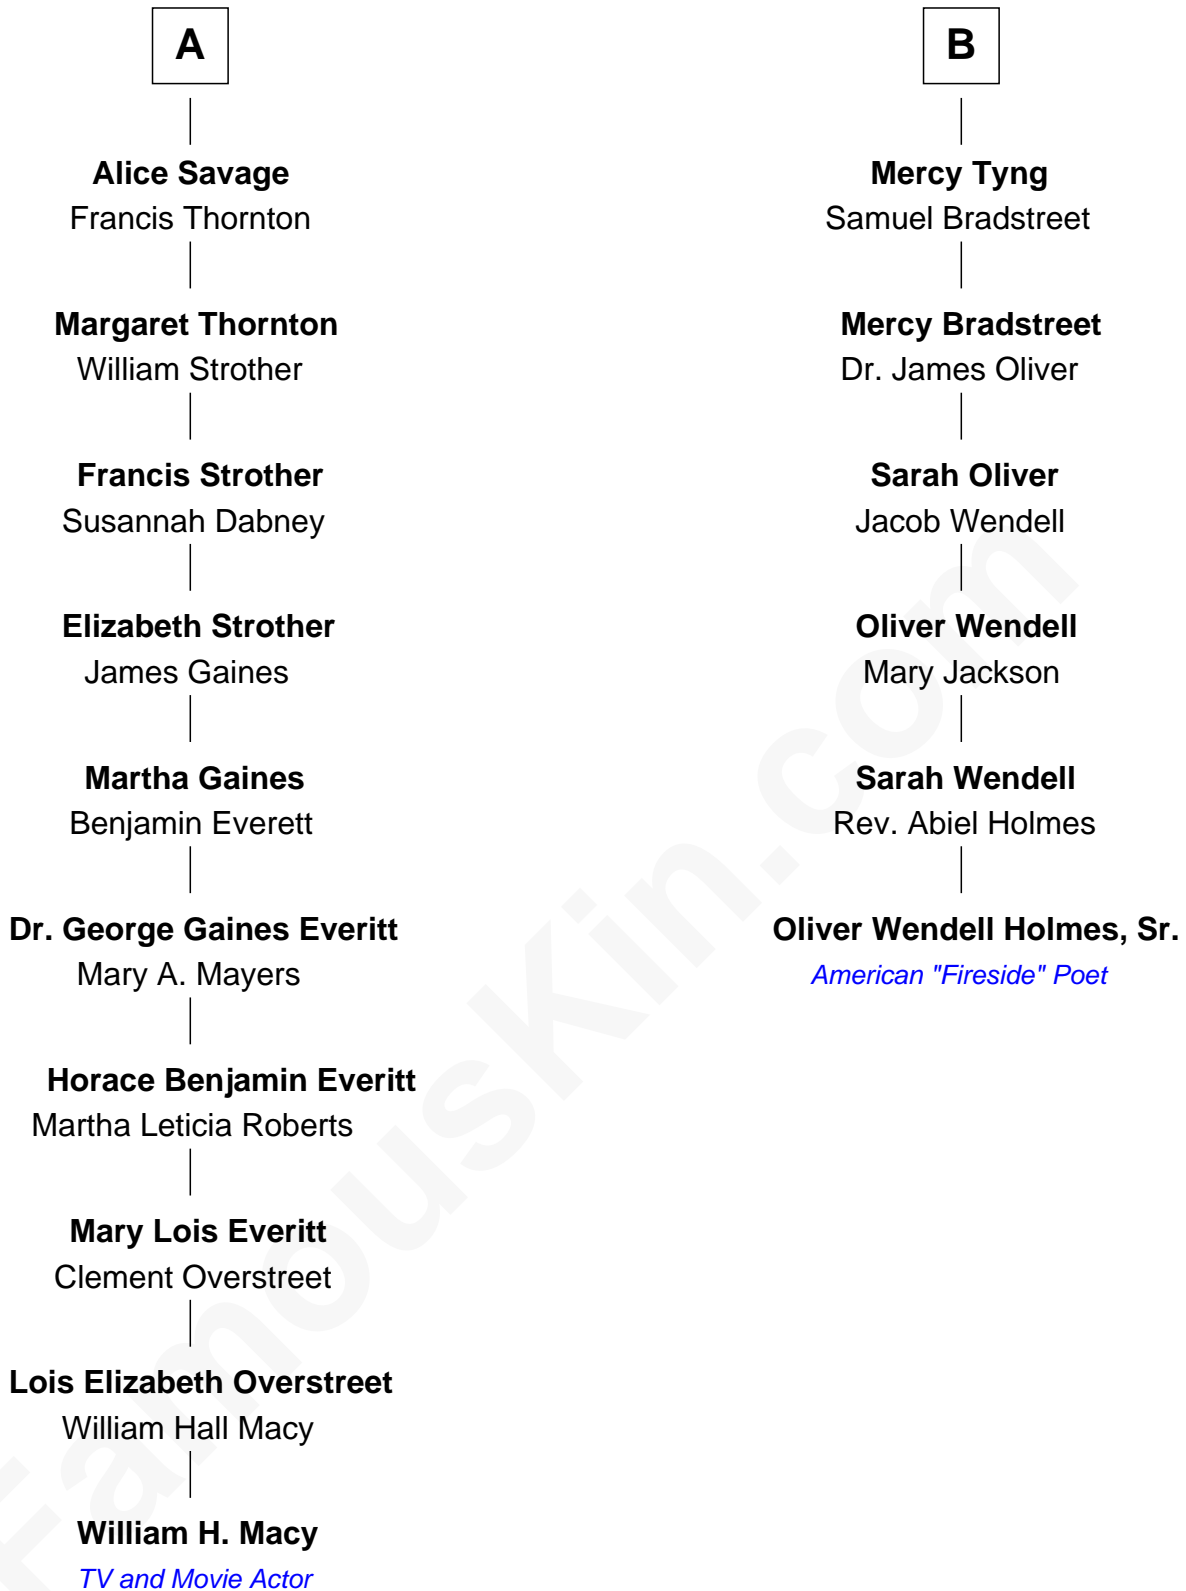 A
Alice Savage
Francis Thornton
Margaret Thornton
William Strother
Francis Strother
Susannah Dabney
Elizabeth Strother
James Gaines
Martha Gaines
Benjamin Everett
Dr. George Gaines Everitt
Mary A. Mayers
Horace Benjamin Everitt
Martha Leticia Roberts
Mary Lois Everitt
Clement Overstreet
Lois Elizabeth Overstreet
William Hall Macy
William H. Macy
TV and Movie Actor
B
Mercy Tyng
Samuel Bradstreet
Mercy Bradstreet
Dr. James Oliver
Sarah Oliver
Jacob Wendell
Oliver Wendell
Mary Jackson
Sarah Wendell
Rev. Abiel Holmes
Oliver Wendell Holmes, Sr.
American "Fireside" Poet
FamousKin.com